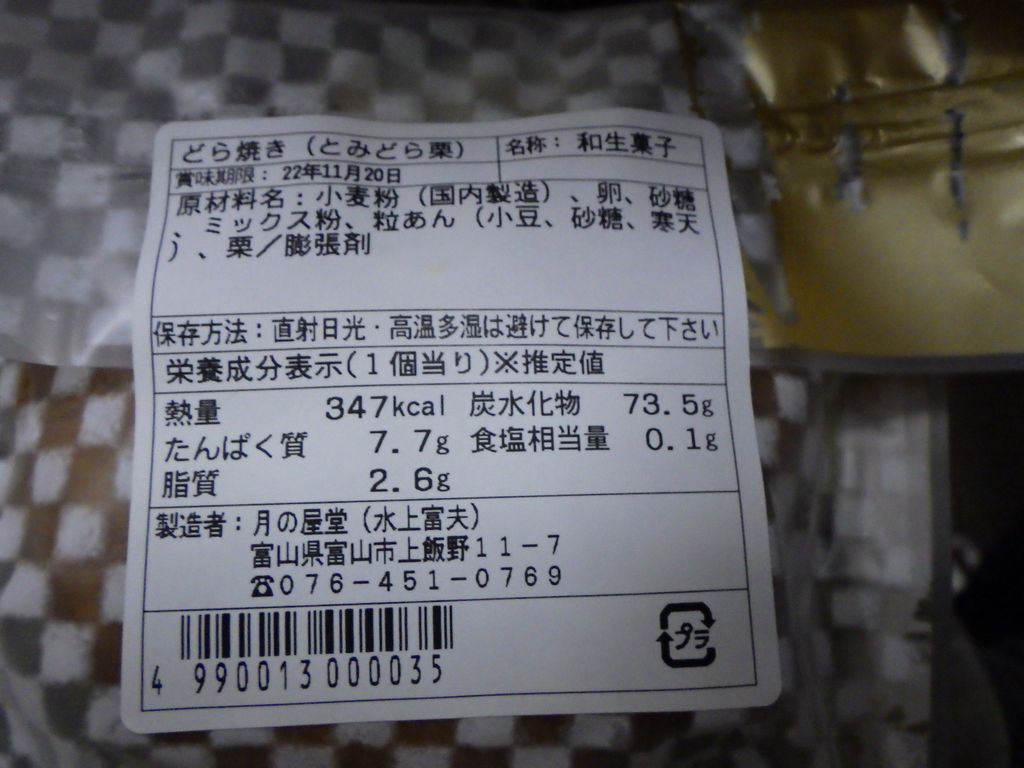 どら焼き（とみどら栗） 名称：和生菓子
賞味期限：22年11月20日
原材料名：小麦粉（国内製造）、卵、砂糖
、ミックス粉、粒あん（小豆、砂糖、寒天
）、栗／膨張剤
保存方法：直射日光・高温多湿は避けて保存して下さい
栄養成分表示(１個当り)※推定値
熱量 347kcal 炭水化物 73.5g
たんぱく質 7.7g 食塩相当量 0.1g
脂質 2.6g
製造者：月の屋堂（水上富夫）
富山県富山市上飯野１１－７
☎０７６－４５１－０７６９
4 990013 000035
プラ